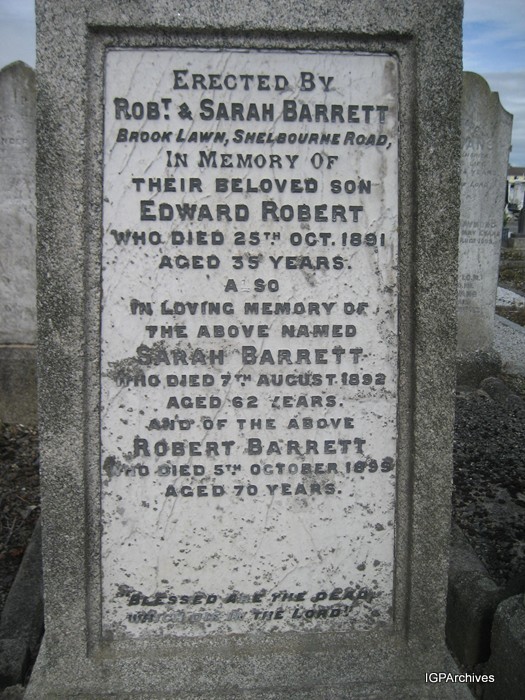 ERECTED BY
ROBT. & SARAH BARRETT
BROOK LAWN, SHELBOURNE ROAD,
IN MEMORY OF
THEIR BELOVED SON
EDWARD ROBERT
WHO DIED 25TH OCT. 1891
AGED 35 YEARS.
ALSO
IN LOVING MEMORY OF
THE ABOVE NAMED
SARAH BARRETT
WHO DIED 7TH AUGUST. 1892
AGED 62 YEARS.
AND OF THE ABOVE
ROBERT BARRETT
WHO DIED 5TH OCTOBER 1895
AGED 70 YEARS.
"BLESSED ARE THE DEAD
WHICH THE LORD"
IGPArchives